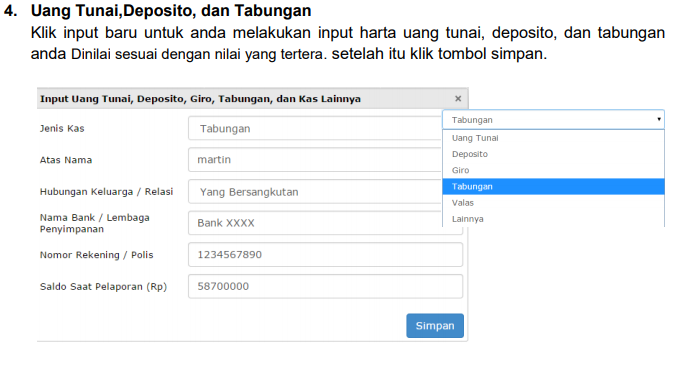 4. Uang Tunai,Deposito, dan Tabungan
Klik input baru untuk anda melakukan input harta uang tunai, deposito, dan tabungan
anda Dinilai sesuai dengan nilai yang tertera. setelah itu klik tombol simpan.
Input Uang Tunai, Deposito, Giro, Tabungan, dan Kas Lainnya ×
Jenis Kas Tabungan
Atas Nama martin
Hubungan Keluarga / Relasi Yang Bersangkutan
Nama Bank / Lembaga
Penyimpanan Bank XXXX
Nomor Rekening / Polis 1234567890
Saldo Saat Pelaporan (Rp) 58700000
Simpan
Tabungan
Uang Tunai
Deposito
Giro
Tabungan
Valas
Lainnya